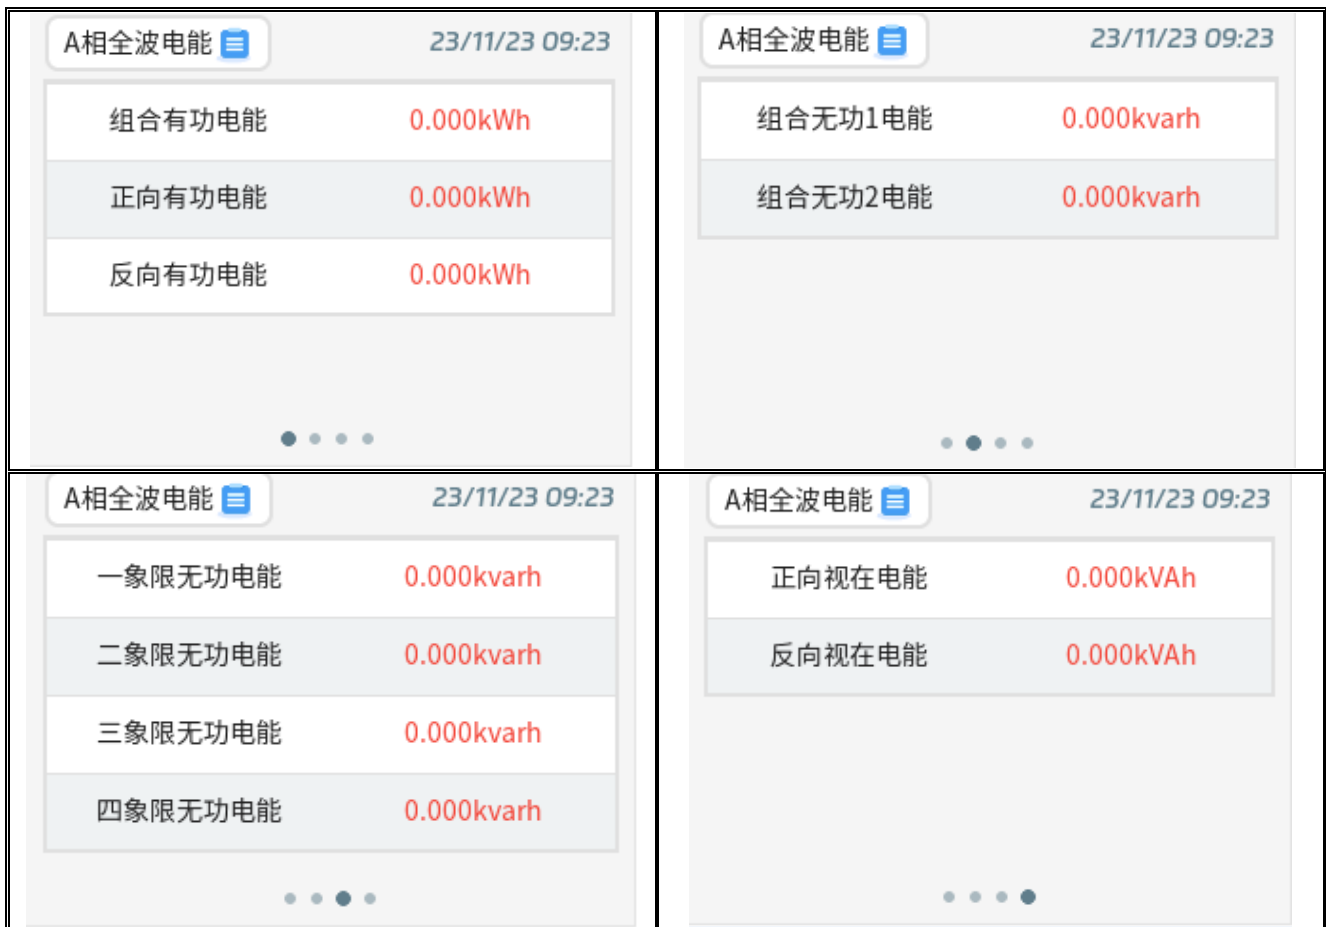 A相全波电能 23/11/23 09:23
组合有功电能 0.000kWh
正向有功电能 0.000kWh
反向有功电能 0.000kWh
A相全波电能 23/11/23 09:23
组合无功1电能 0.000kvarh
组合无功2电能 0.000kvarh
A相全波电能 23/11/23 09:23
一象限无功电能 0.000kvarh
二象限无功电能 0.000kvarh
三象限无功电能 0.000kvarh
四象限无功电能 0.000kvarh
A相全波电能 23/11/23 09:23
正向视在电能 0.000kVAh
反向视在电能 0.000kVAh